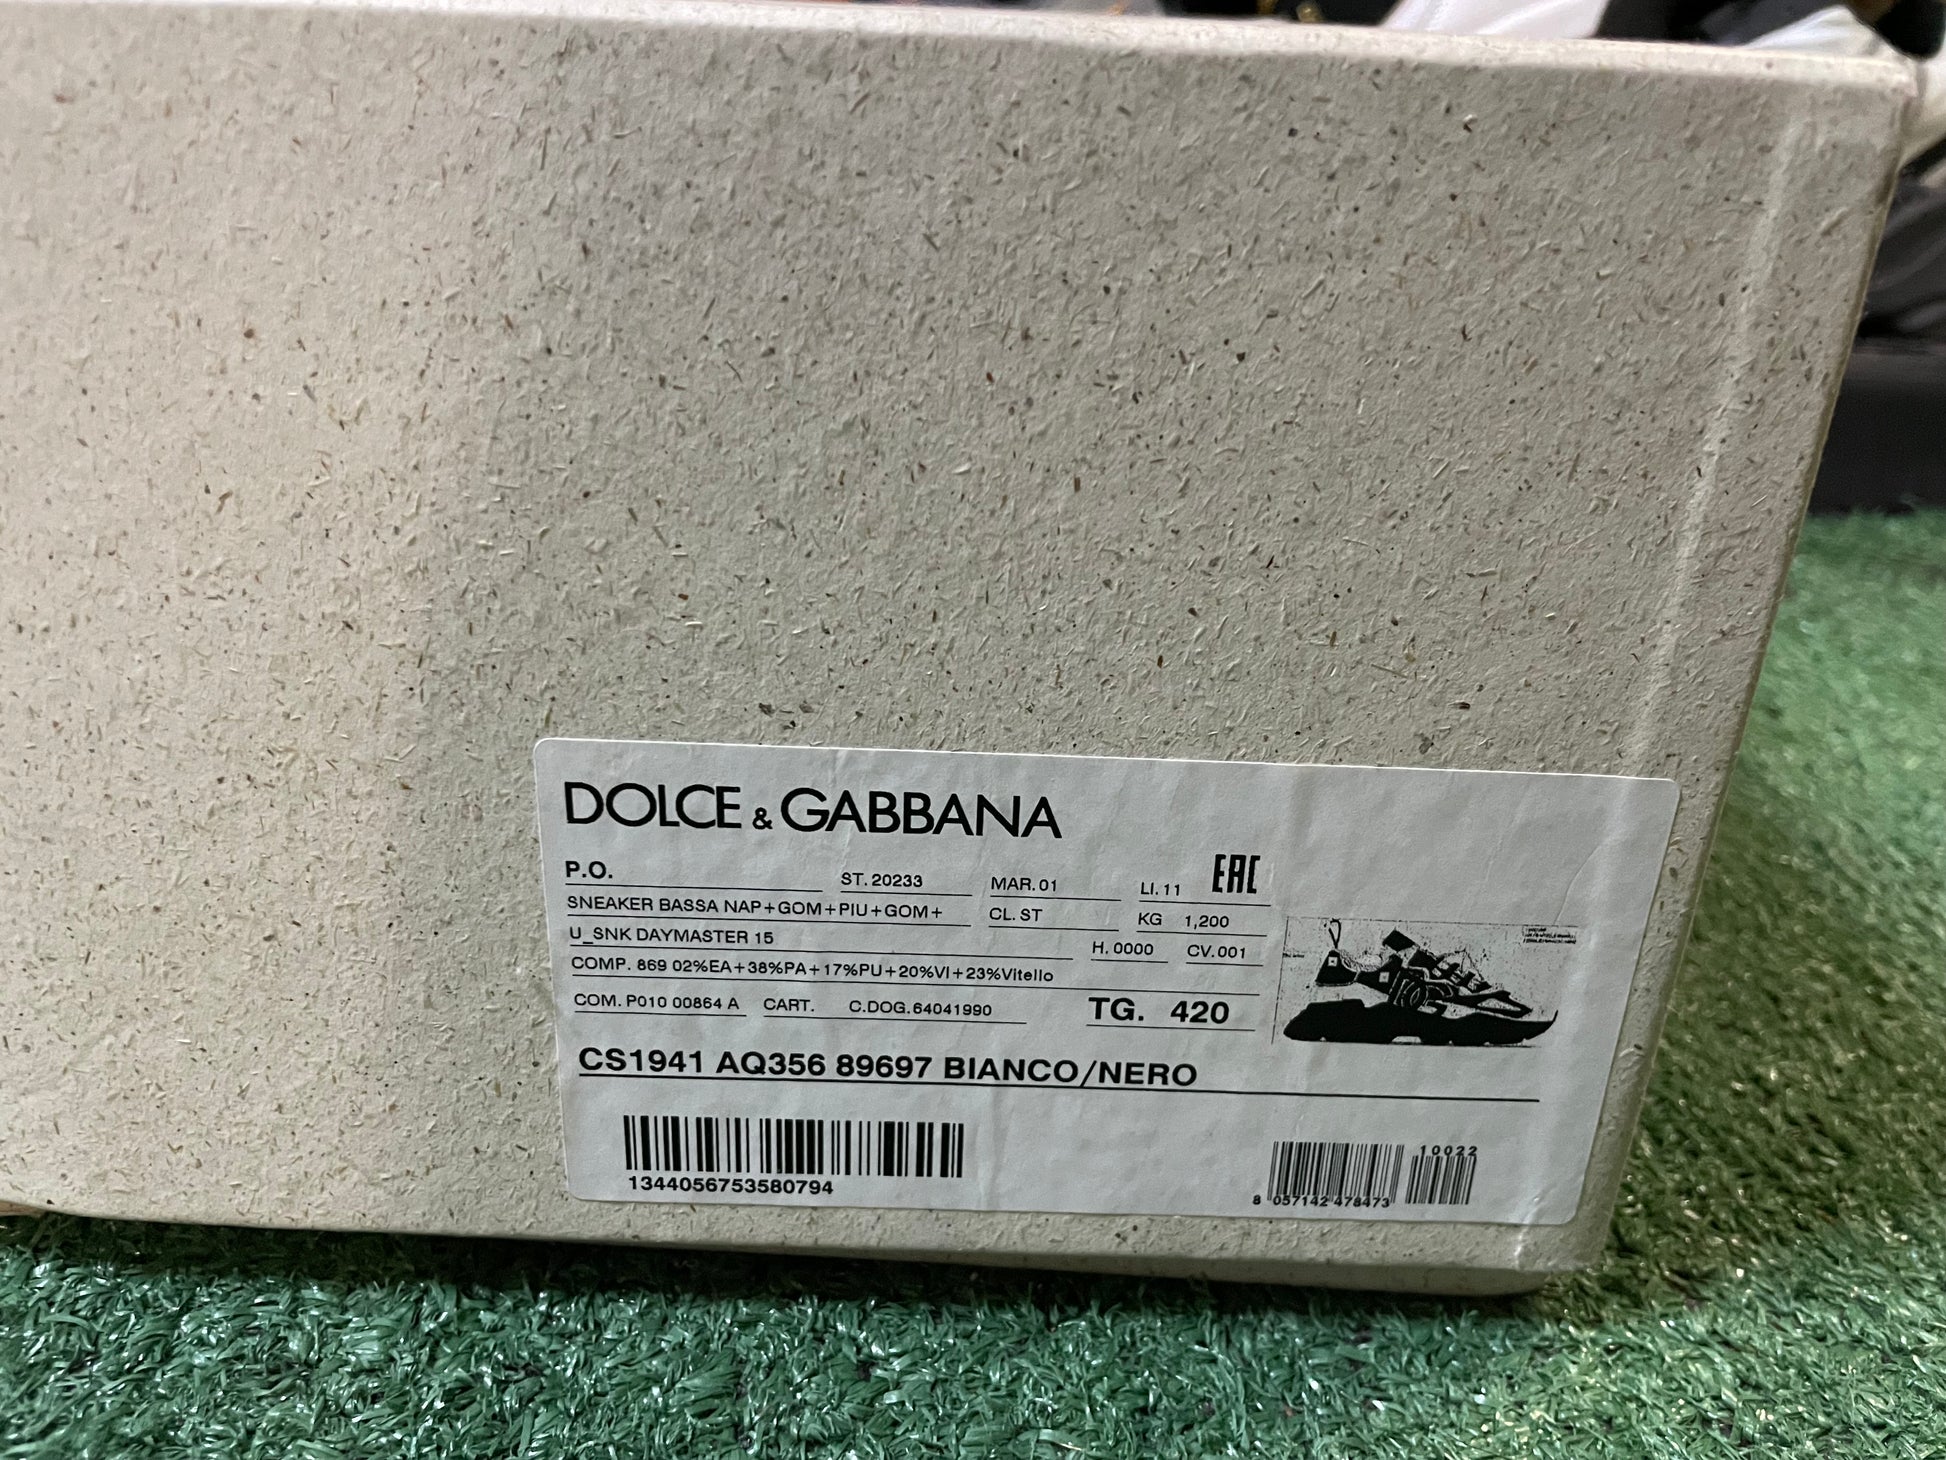 DOLCE & GABBANA
P.O. ST. 20233 MAR. 01 LI. 11 EAC
SNEAKER BASSA NAP+GOM+PIU+GOM+ CL. ST KG 1,200
U_SNK DAYMASTER 15 H. 0000 CV. 001
COMP. 869 02%EA+38%PA+17%PU+20%VI+23%Vitello
COM. P010 00864 A CART. C.DOG. 64041990 TG. 420
CS1941 AQ356 89697 BIANCO/NERO
10022
1344056753580794
8 057142 478473